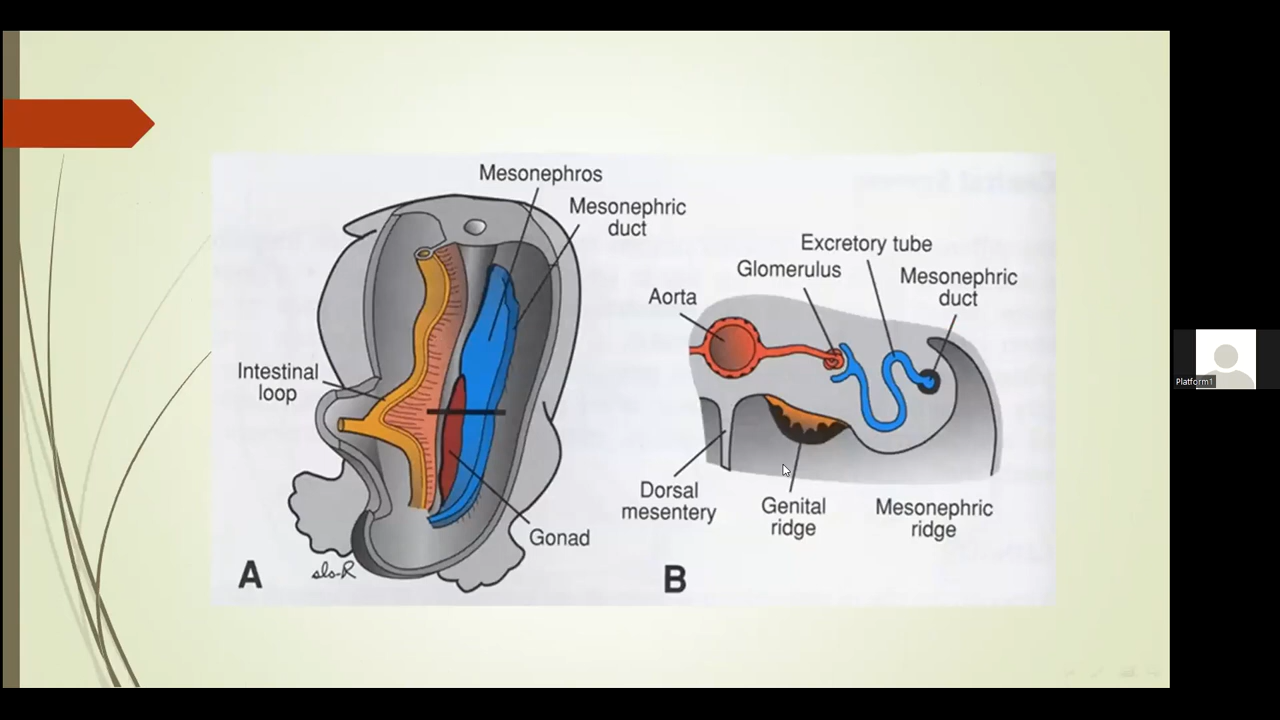 Mesonephros
Mesonephric
duct
Intestinal
loop
Gonad
A
Excretory tube
Glomerulus
Mesonephric
duct
Aorta
Dorsal
mesentery
Genital
ridge
Mesonephric
ridge
B
Platform1